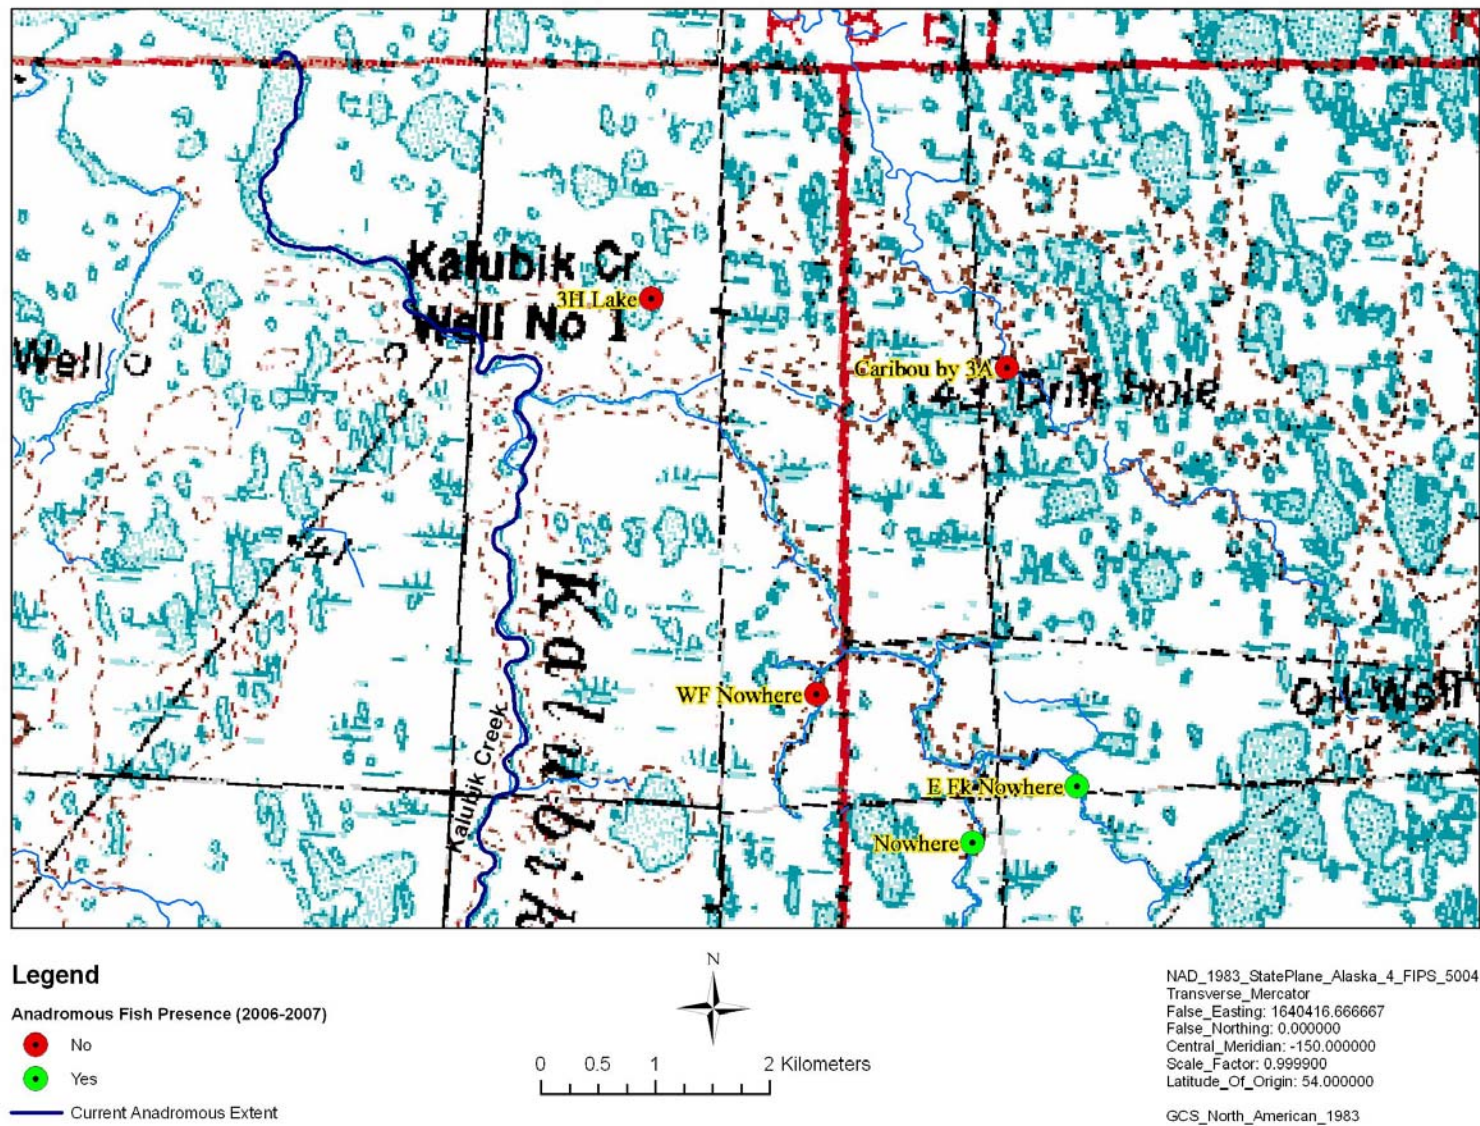 Kalubik Cr
3H Lake
Well No 1
Well
Caribou by 3A
Drill Hole
Kalubik
WF Nowhere
Oil Well
Kalubik Creek
E Fk Nowhere
Nowhere
Legend
Anadromous Fish Presence (2006-2007)
No
Yes
Current Anadromous Extent
N
0 0.5 1 2 Kilometers
NAD_1983_StatePlane_Alaska_4_FIPS_5004
Transverse_Mercator
False_Easting: 1640416.666667
False_Northing: 0.000000
Central_Meridian: -150.000000
Scale_Factor: 0.999900
Latitude_Of_Origin: 54.000000
GCS_North_American_1983